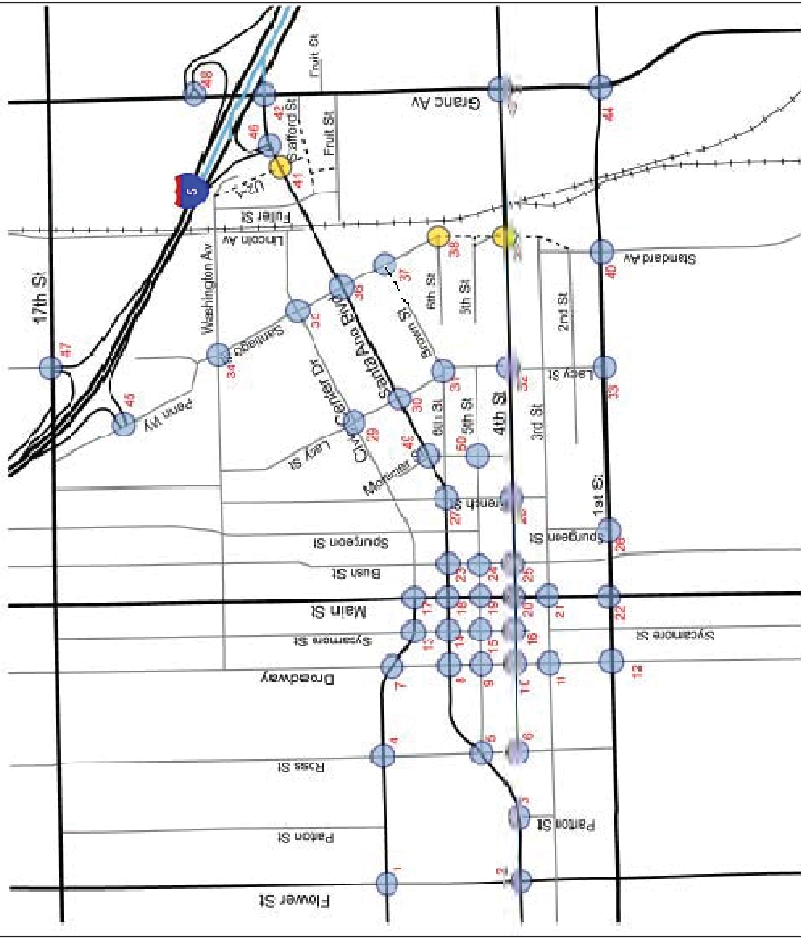 Fruit St
48
42
Grand Av
44
46
Stafford St
Fruit St
41
5
Fuller St
Lincoln Av
38
40
Standard Av
17th St
Washington Av
37
6th St
5th St
2nd St
36
35
Santa Ana Blvd
Brown St
47
34
Santiago
31
32
Lacy St
33
45
Penn Wy
Civic Center Dr
30
6th St
5th St
4th St
3rd St
29
Lacy St
49
50
27
French St
1st St
Spurgeon St
Spurgeon St
26
Bush St
23
24
25
Main St
17
18
19
20
21
22
Sycamore St
13
14
15
16
Sycamore St
Broadway
7
8
9
10
11
12
Ross St
4
5
6
Parton St
3
Parton St
Flower St
1
2